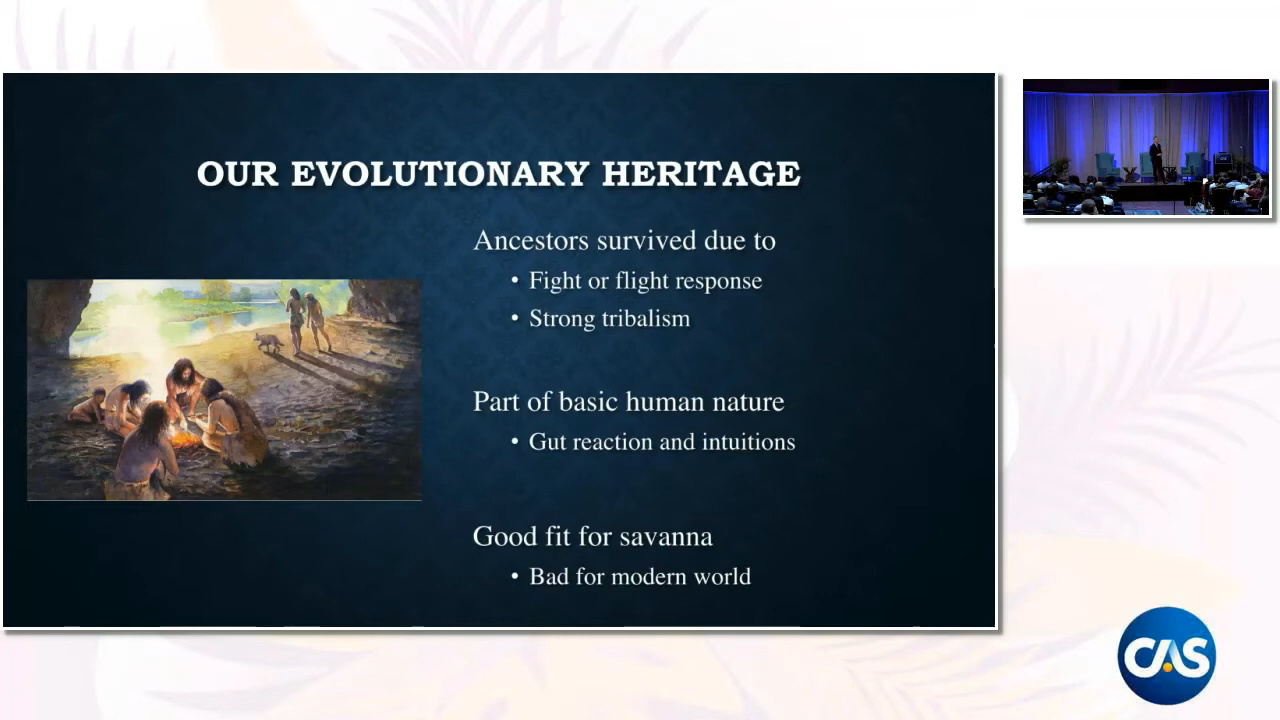 OUR EVOLUTIONARY HERITAGE
Ancestors survived due to
• Fight or flight response
• Strong tribalism
Part of basic human nature
• Gut reaction and intuitions
Good fit for savanna
• Bad for modern world
CAS